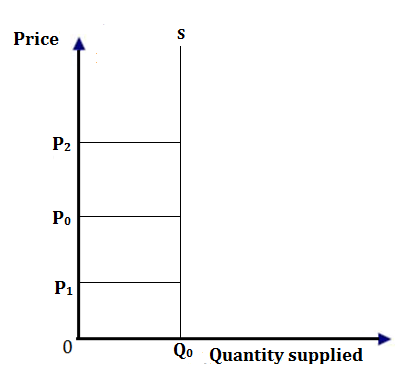 S
Price
P₂
P₀
P₁
0
Q₀ Quantity supplied